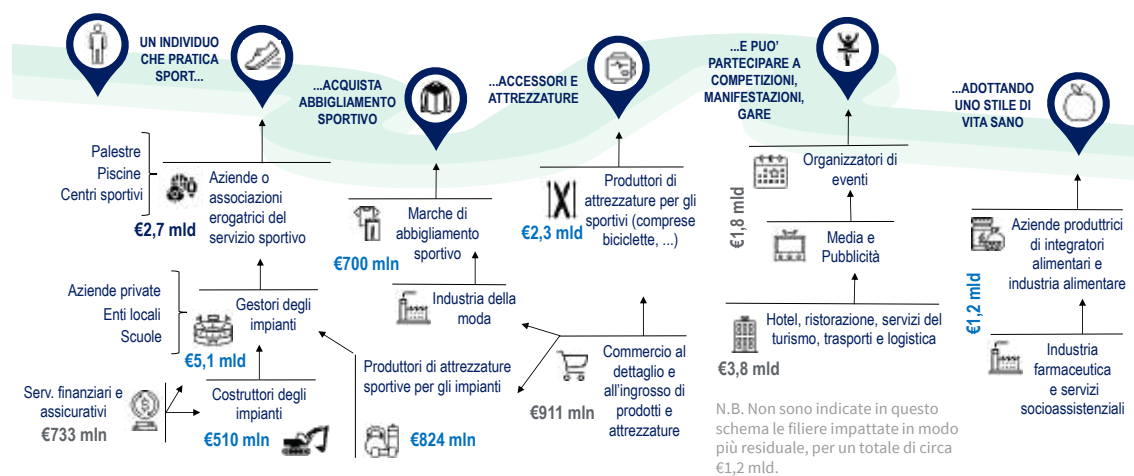 UN INDIVIDUO
CHE PRATICA
SPORT...
...ACQUISTA
ABBIGLIAMENTO
SPORTIVO
...ACCESSORI E
ATTREZZATURE
...E PUO'
PARTECIPARE A
COMPETIZIONI,
MANIFESTAZIONI,
GARE
...ADOTTANDO
UNO STILE DI
VITA SANO
Palestre
Piscine
Centri sportivi
€2,7 mld
Aziende o
associazioni
erogatrici del
servizio sportivo
Aziende private
Enti locali
Scuole
€5,1 mld
Gestori degli
impianti
Serv. finanziari e
assicurativi
€733 mln
Costruttori degli
impianti
€510 mln
Marche di
abbigliamento
sportivo
€700 mln
Industria della
moda
Produttori di attrezzature
sportive per gli impianti
€824 mln
Produttori di
attrezzature per gli
sportivi (comprese
biciclette, ...)
€2,3 mld
Commercio al
dettaglio e
all'ingrosso di
prodotti e
attrezzature
€911 mln
Organizzatori di
eventi
€1,8 mld
Media e
Pubblicità
Hotel, ristorazione, servizi del
turismo, trasporti e logistica
€3,8 mld
Aziende produttrici
di integratori
alimentari e
industria alimentare
€1,2 mld
Industria
farmaceutica
e servizi
socioassistenziali
N.B. Non sono indicate in questo
schema le filiere impattate in modo
più residuale, per un totale di circa
€1,2 mld.